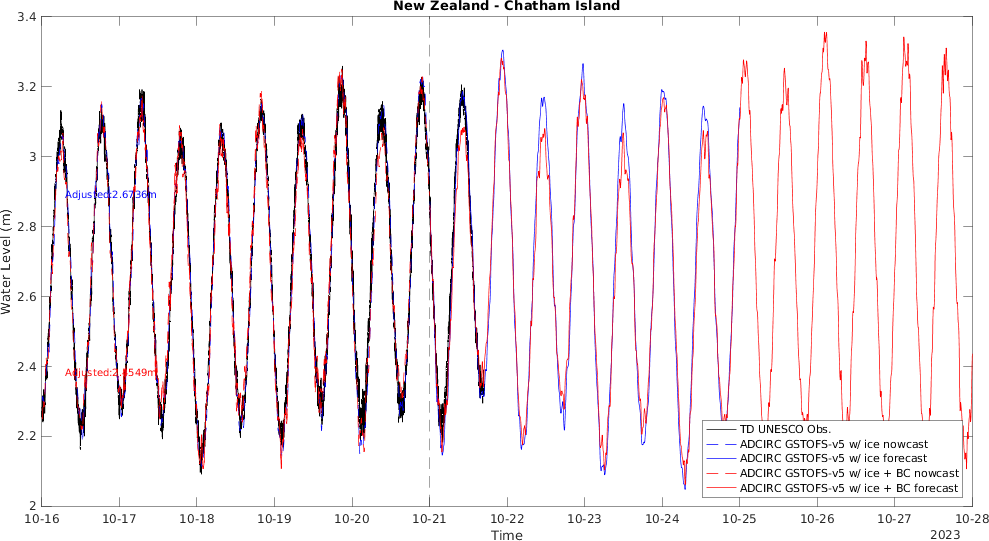 New Zealand - Chatham Island
3.4
3.2
3
2.8
2.6
2.4
2.2
2
Water Level (m)
Adjusted:2.6736m
TD UNESCO Obs.
ADCIRC GSTOFS-v5 w/ ice nowcast
ADCIRC GSTOFS-v5 w/ ice forecast
ADCIRC GSTOFS-v5 w/ ice + BC nowcast
ADCIRC GSTOFS-v5 w/ ice + BC forecast
10-16 10-17 10-18 10-19 10-20 10-21 10-22 10-23 10-24 10-25 10-26 10-27 10-28
Time
2023